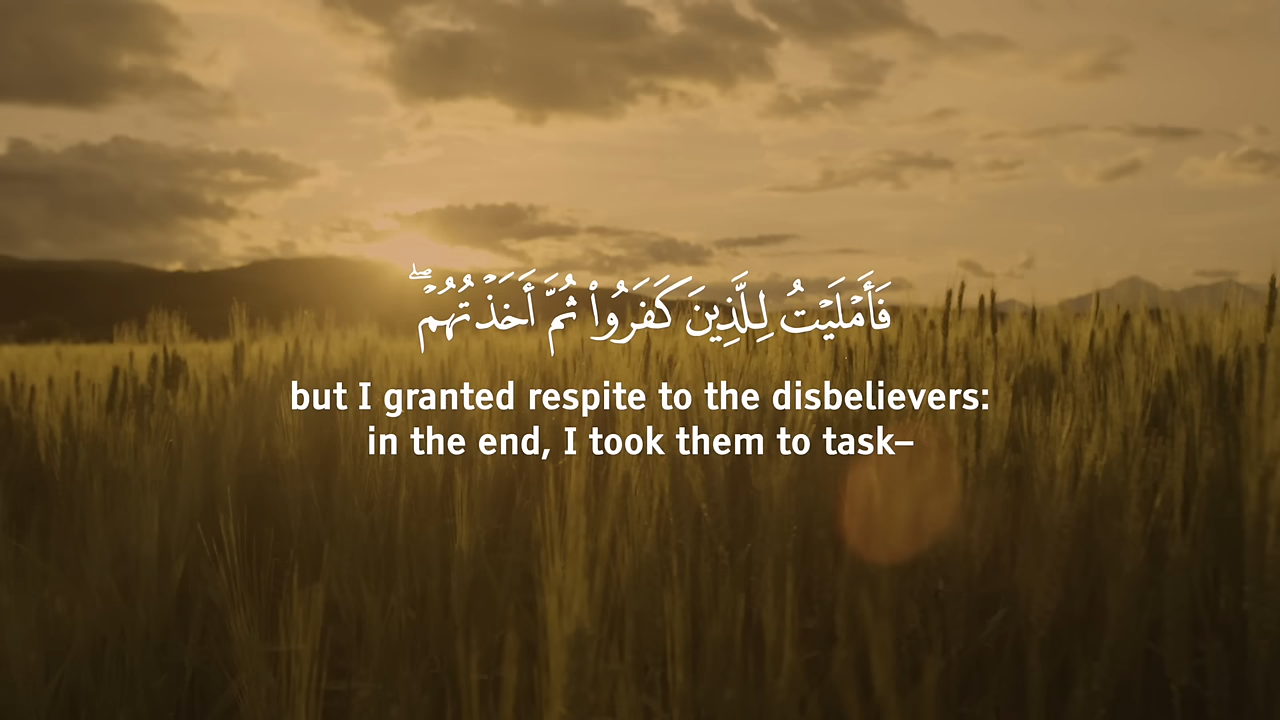 فَأَمۡلَيۡتُ لِلَّذِينَ كَفَرُواْ ثُمَّ أَخَذۡتُهُمۡۖ
but I granted respite to the disbelievers:
in the end, I took them to task–